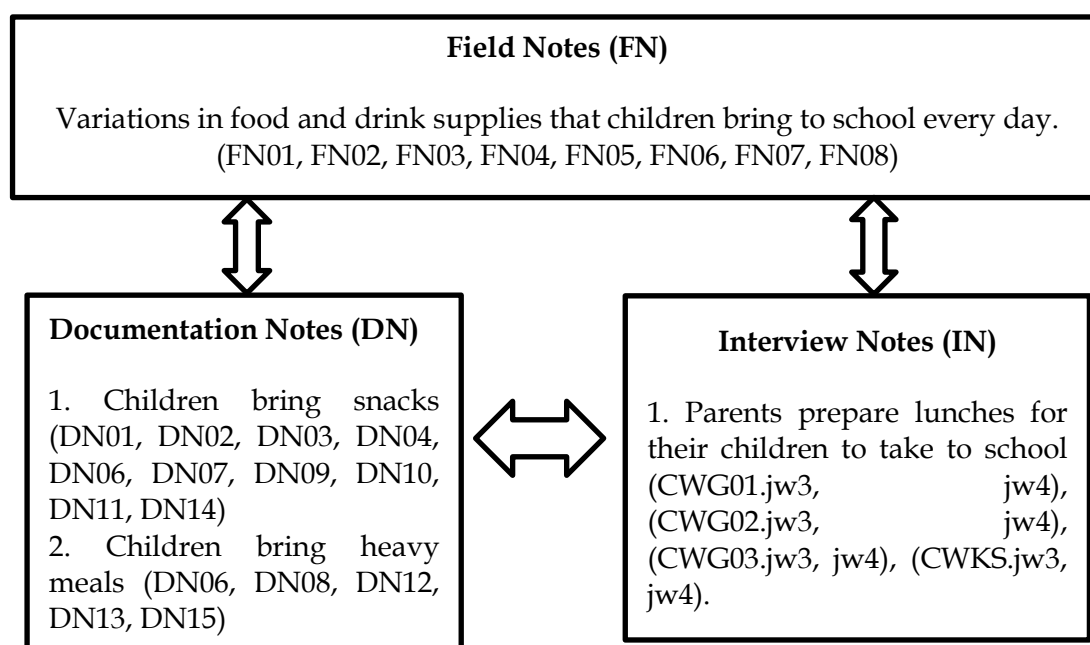 Field Notes (FN)
Variations in food and drink supplies that children bring to school every day.
(FN01, FN02, FN03, FN04, FN05, FN06, FN07, FN08)
Documentation Notes (DN)
1. Children bring snacks
(DN01, DN02, DN03, DN04,
DN06, DN07, DN09, DN10,
DN11, DN14)
2. Children bring heavy
meals (DN06, DN08, DN12,
DN13, DN15)
Interview Notes (IN)
1. Parents prepare lunches for
their children to take to school
(CWG01.jw3, jw4),
(CWG02.jw3, jw4),
(CWG03.jw3, jw4), (CWKS.jw3,
jw4).